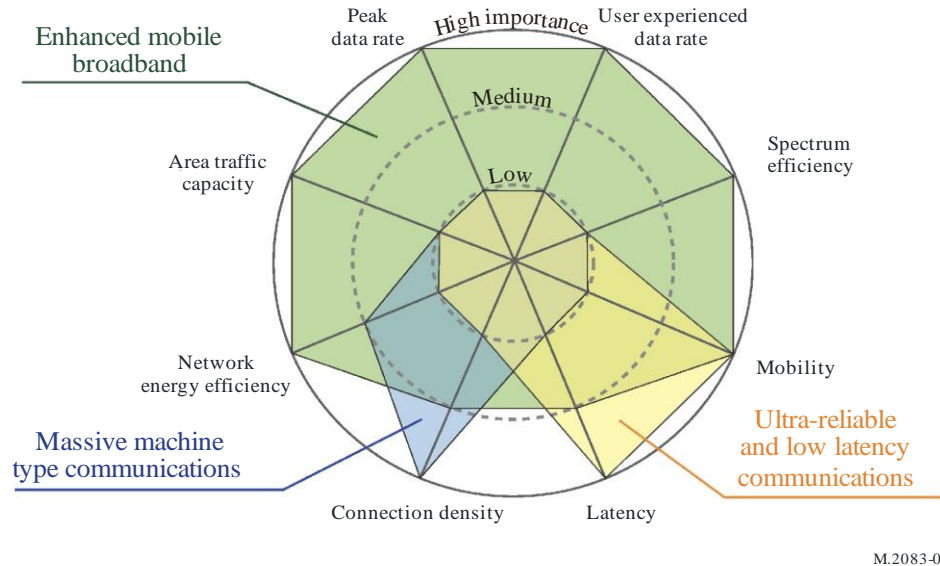 Peak
data rate
High importance
User experienced
data rate
Enhanced mobile
broadband
Medium
Spectrum
efficiency
Area traffic
capacity
Low
Network
energy efficiency
Mobility
Massive machine
type communications
Ultra-reliable
and low latency
communications
Connection density
Latency
M.2083-0